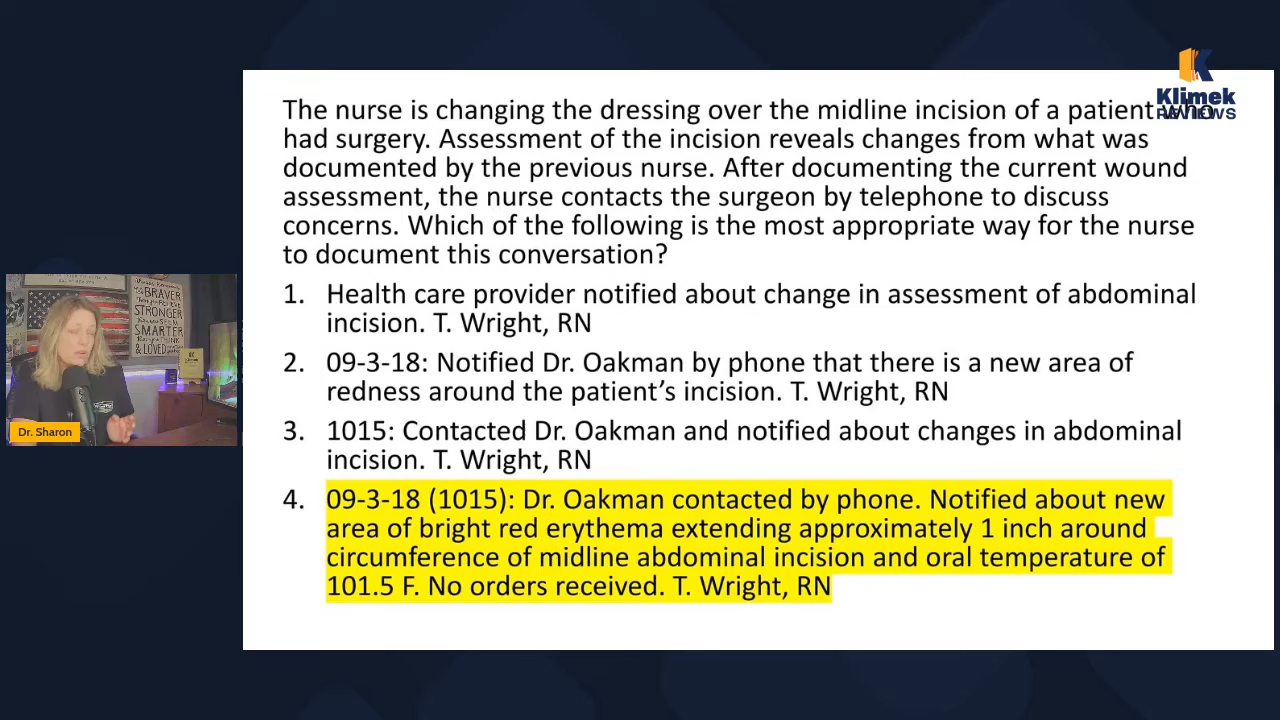 Klimek
REVIEWS
The nurse is changing the dressing over the midline incision of a patient who
had surgery. Assessment of the incision reveals changes from what was
documented by the previous nurse. After documenting the current wound
assessment, the nurse contacts the surgeon by telephone to discuss
concerns. Which of the following is the most appropriate way for the nurse
to document this conversation?
1. Health care provider notified about change in assessment of abdominal
incision. T. Wright, RN
2. 09-3-18: Notified Dr. Oakman by phone that there is a new area of
redness around the patient’s incision. T. Wright, RN
3. 1015: Contacted Dr. Oakman and notified about changes in abdominal
incision. T. Wright, RN
4. 09-3-18 (1015): Dr. Oakman contacted by phone. Notified about new
area of bright red erythema extending approximately 1 inch around
circumference of midline abdominal incision and oral temperature of
101.5 F. No orders received. T. Wright, RN
BRAVER
STRONGER
SMARTER
& LOVED
Dr. Sharon